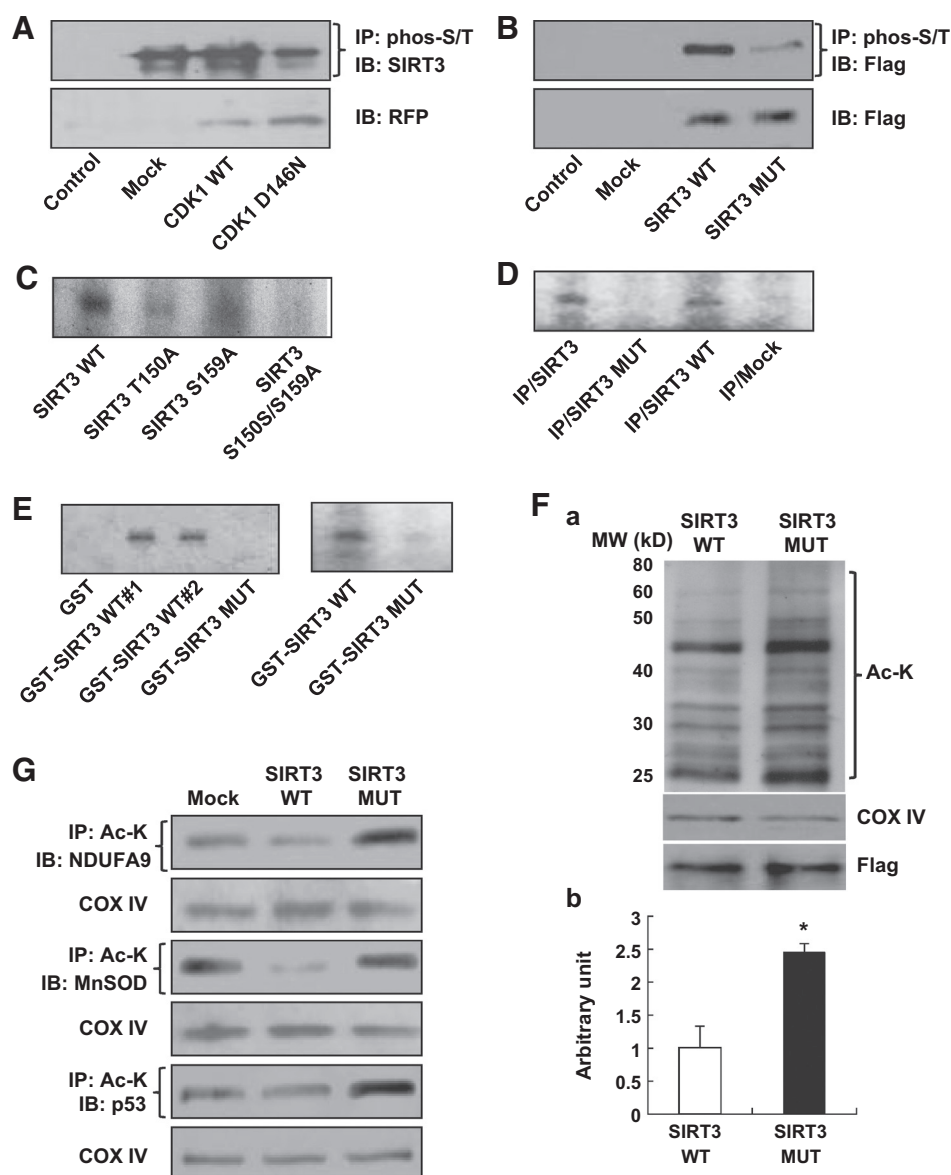 A
IP: phos-S/T
IB: SIRT3
IB: RFP
Control
Mock
CDK1 WT
CDK1 D146N
B
IP: phos-S/T
IB: Flag
IB: Flag
Control
Mock
SIRT3 WT
SIRT3 MUT
C
SIRT3 WT
SIRT3 T150A
SIRT3 S159A
SIRT3
S150S/S159A
D
IP/SIRT3
IP/SIRT3 MUT
IP/SIRT3 WT
IP/Mock
E
GST
GST-SIRT3 WT#1
GST-SIRT3 WT#2
GST-SIRT3 MUT
GST-SIRT3 WT
GST-SIRT3 MUT
F
a
MW (kD)
SIRT3
WT
SIRT3
MUT
80
60
50
40
30
25
Ac-K
COX IV
Flag
b
Arbitrary unit
3
2.5
2
1
1
0.5
0
*
SIRT3
WT
SIRT3
MUT
G
Mock
SIRT3
WT
SIRT3
MUT
IP: Ac-K
IB: NDUFA9
COX IV
IP: Ac-K
IB: MnSOD
COX IV
IP: Ac-K
IB: p53
COX IV